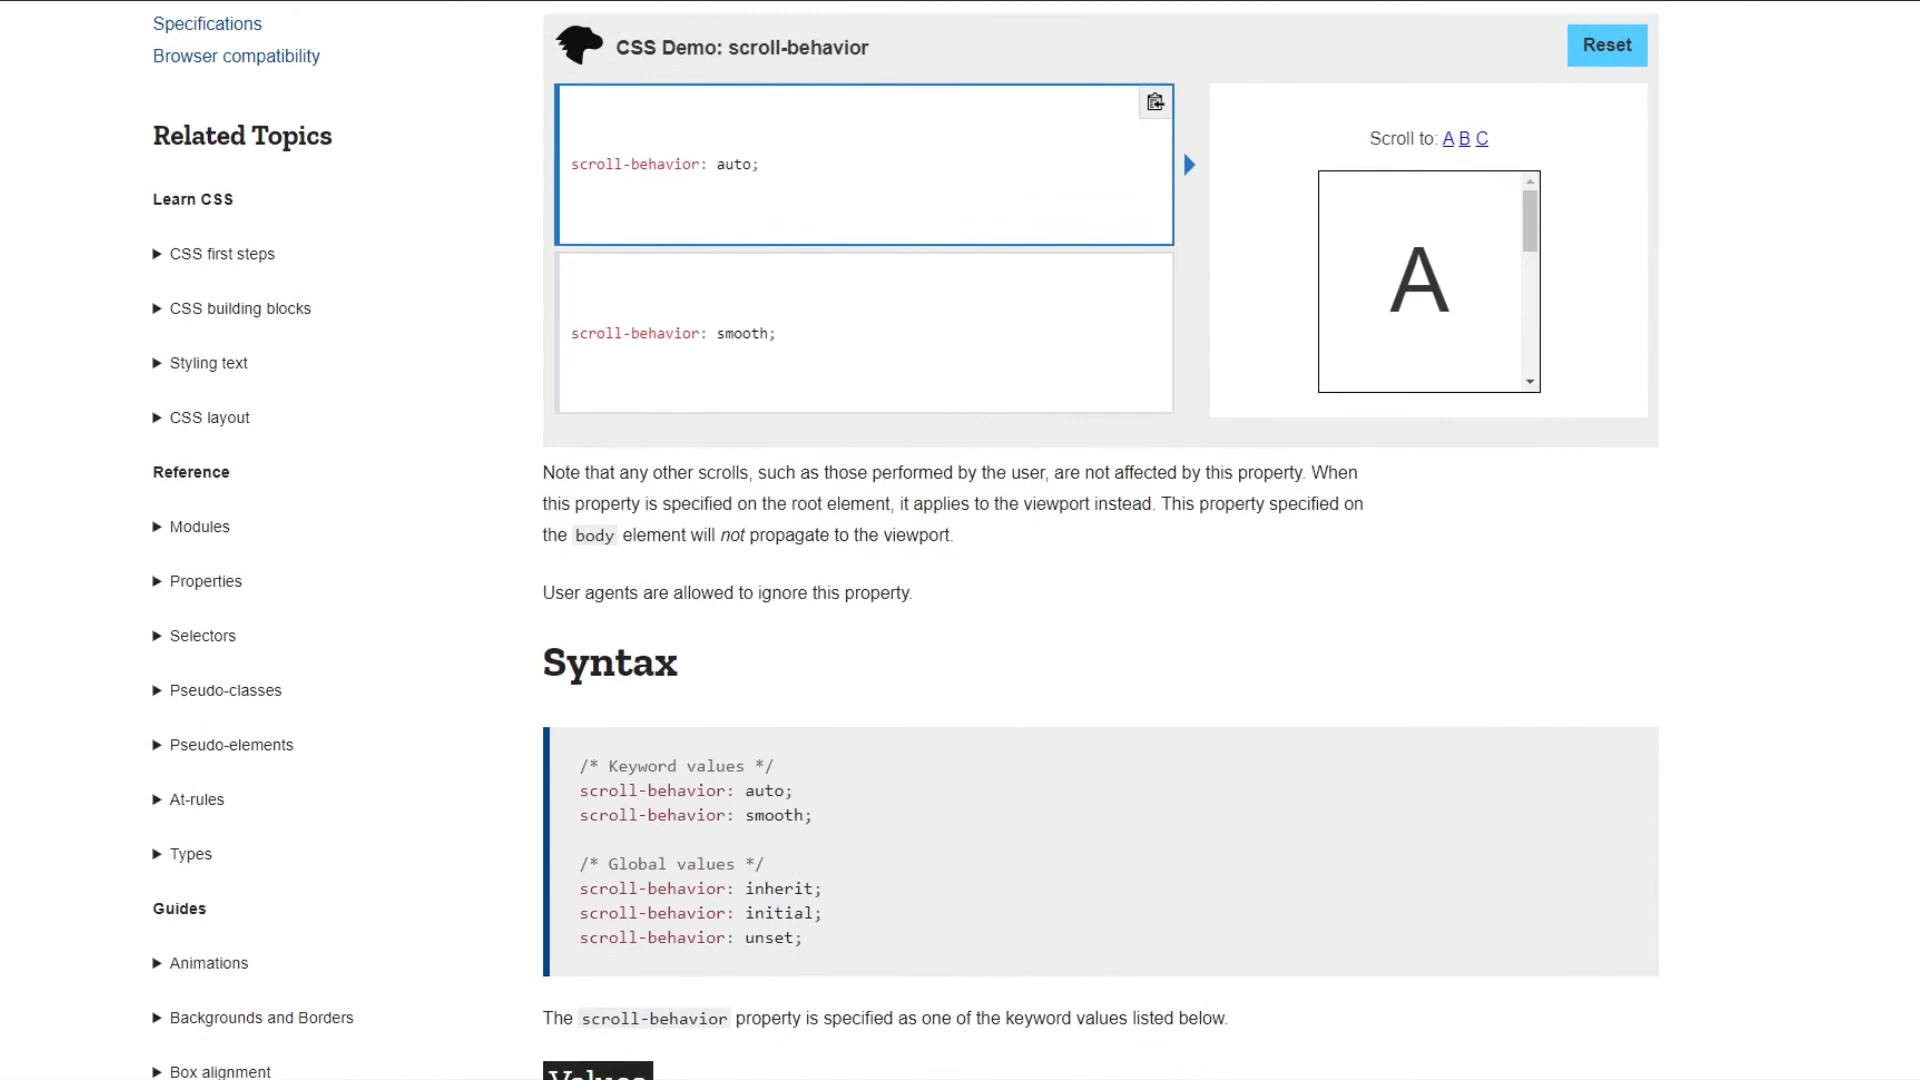 Specifications
Browser compatibility
Related Topics
Learn CSS
CSS first steps
CSS building blocks
Styling text
CSS layout
Reference
Modules
Properties
Selectors
Pseudo-classes
Pseudo-elements
At-rules
Types
Guides
Animations
Backgrounds and Borders
Box alignment
CSS Demo: scroll-behavior
Reset
scroll-behavior: auto;
scroll-behavior: smooth;
Scroll to: A B C
A
Note that any other scrolls, such as those performed by the user, are not affected by this property. When
this property is specified on the root element, it applies to the viewport instead. This property specified on
the body element will not propagate to the viewport.
User agents are allowed to ignore this property.
Syntax
/* Keyword values */
scroll-behavior: auto;
scroll-behavior: smooth;
/* Global values */
scroll-behavior: inherit;
scroll-behavior: initial;
scroll-behavior: unset;
The scroll-behavior property is specified as one of the keyword values listed below.
Values